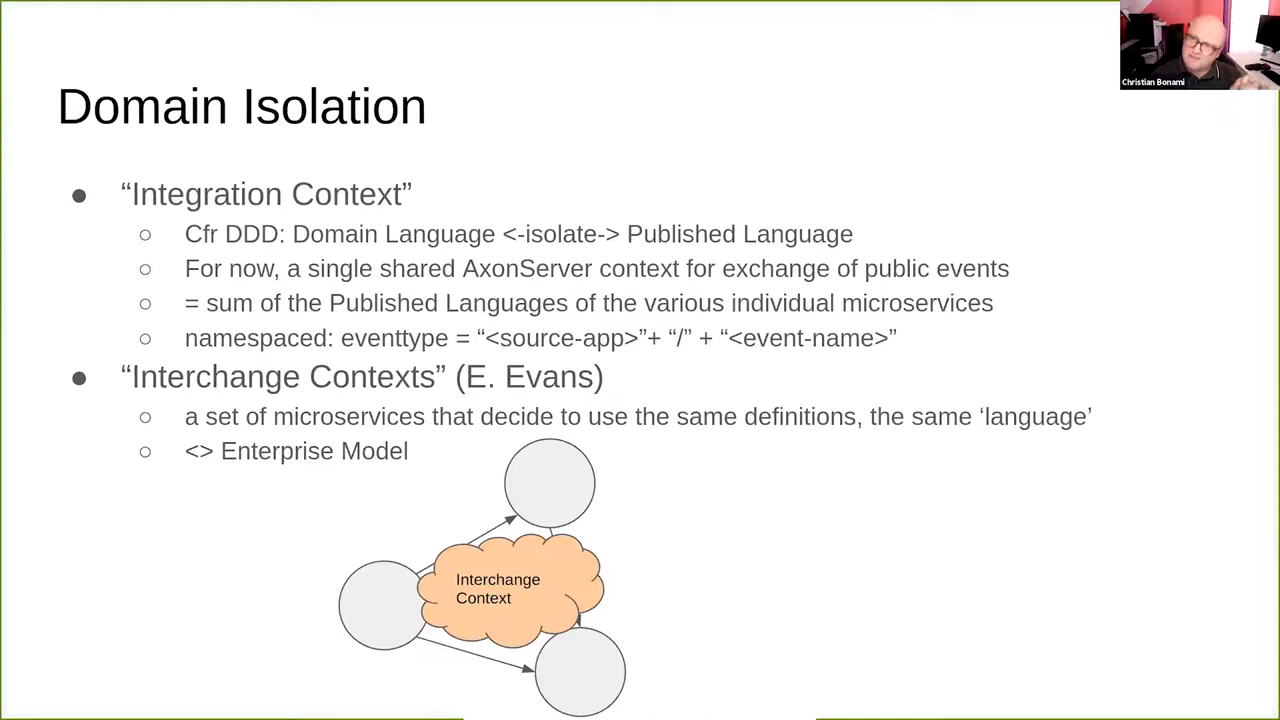 Christian Bonami
Domain Isolation
● “Integration Context”
○ Cfr DDD: Domain Language <-isolate-> Published Language
○ For now, a single shared AxonServer context for exchange of public events
○ = sum of the Published Languages of the various individual microservices
○ namespaced: eventtype = “<source-app>”+ “/” + “<event-name>”
● “Interchange Contexts” (E. Evans)
○ a set of microservices that decide to use the same definitions, the same ‘language’
○ <> Enterprise Model
Interchange
Context